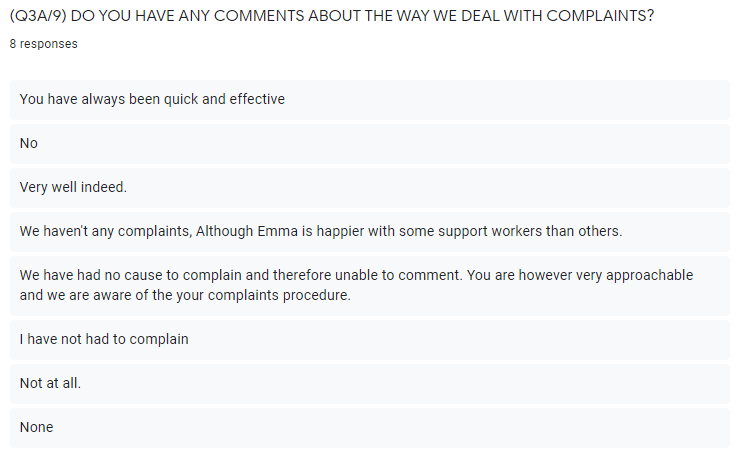 (Q3A/9) DO YOU HAVE ANY COMMENTS ABOUT THE WAY WE DEAL WITH COMPLAINTS?
8 responses
You have always been quick and effective
No
Very well indeed.
We haven't any complaints, Although Emma is happier with some support workers than others.
We have had no cause to complain and therefore unable to comment. You are however very approachable
and we are aware of the your complaints procedure.
I have not had to complain
Not at all.
None